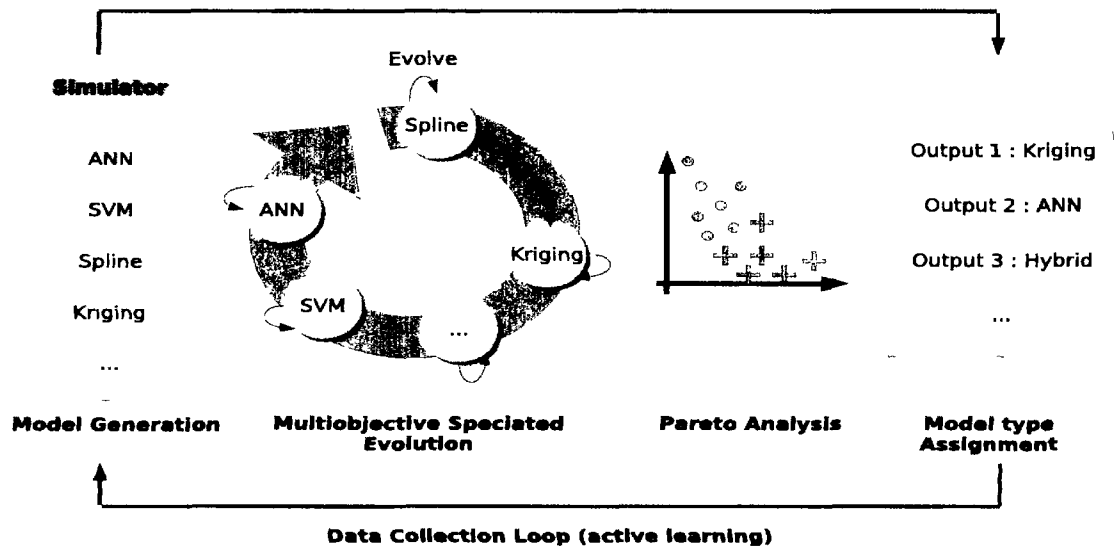 Evolve
Simulator
ANN
SVM
Spline
Kriging
...
Spline
Kriging
...
SVM
ANN
Output 1 : Kriging
Output 2 : ANN
Output 3 : Hybrid
...
Model Generation
Multiobjective Speciated
Evolution
Pareto Analysis
Model type
Assignment
Data Collection Loop (active learning)